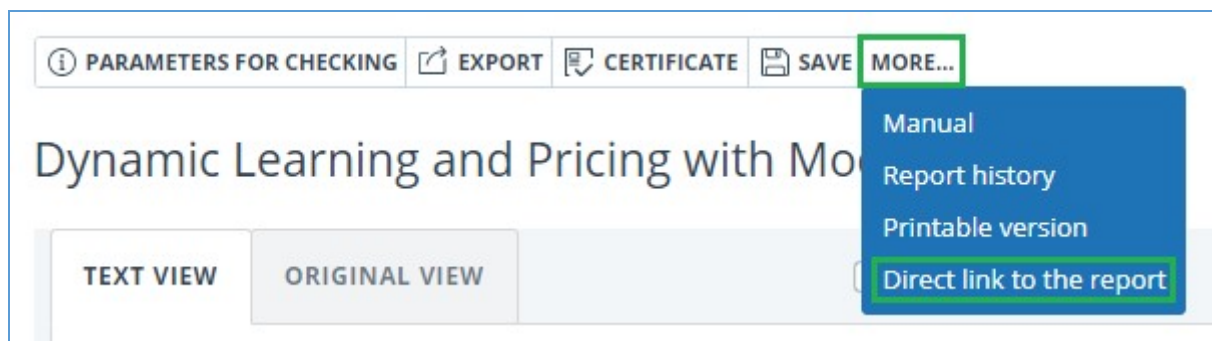 PARAMETERS FOR CHECKING EXPORT CERTIFICATE SAVE MORE...
Manual
Dynamic Learning and Pricing with Mo
Report history
Printable version
TEXT VIEW ORIGINAL VIEW
Direct link to the report